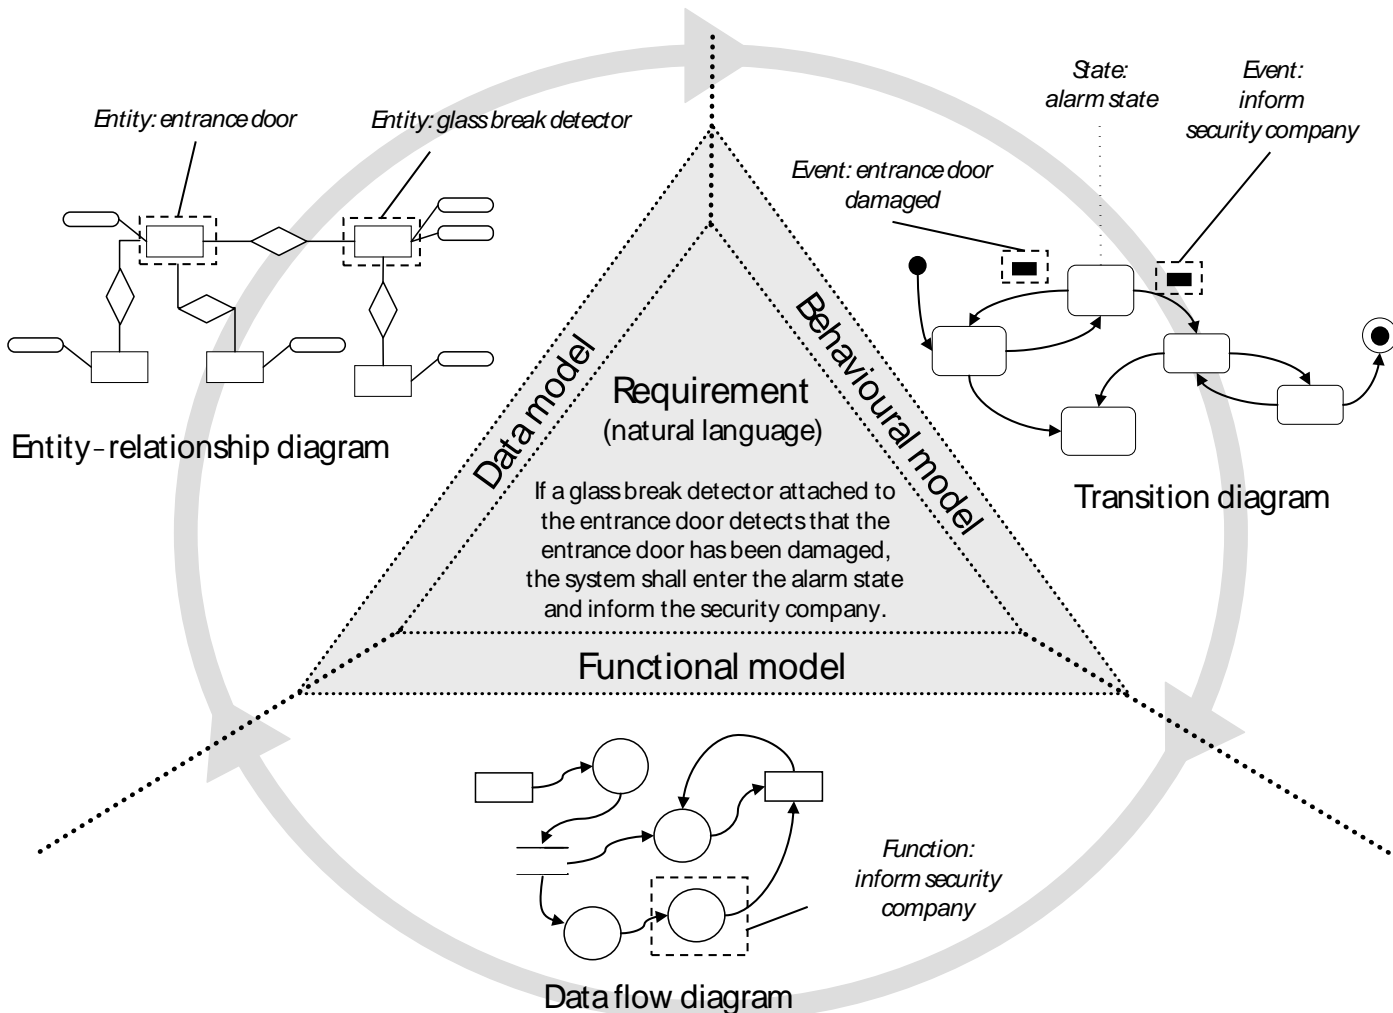 Entity: entrance door
Entity: glass break detector
Entity-relationship diagram
State:
alarm state
Event:
inform
security company
Event: entrance door
damaged
Transition diagram
Data model
Behavioural model
Requirement
(natural language)
If a glass break detector attached to
the entrance door detects that the
entrance door has been damaged,
the system shall enter the alarm state
and inform the security company.
Functional model
Function:
inform security
company
Data flow diagram